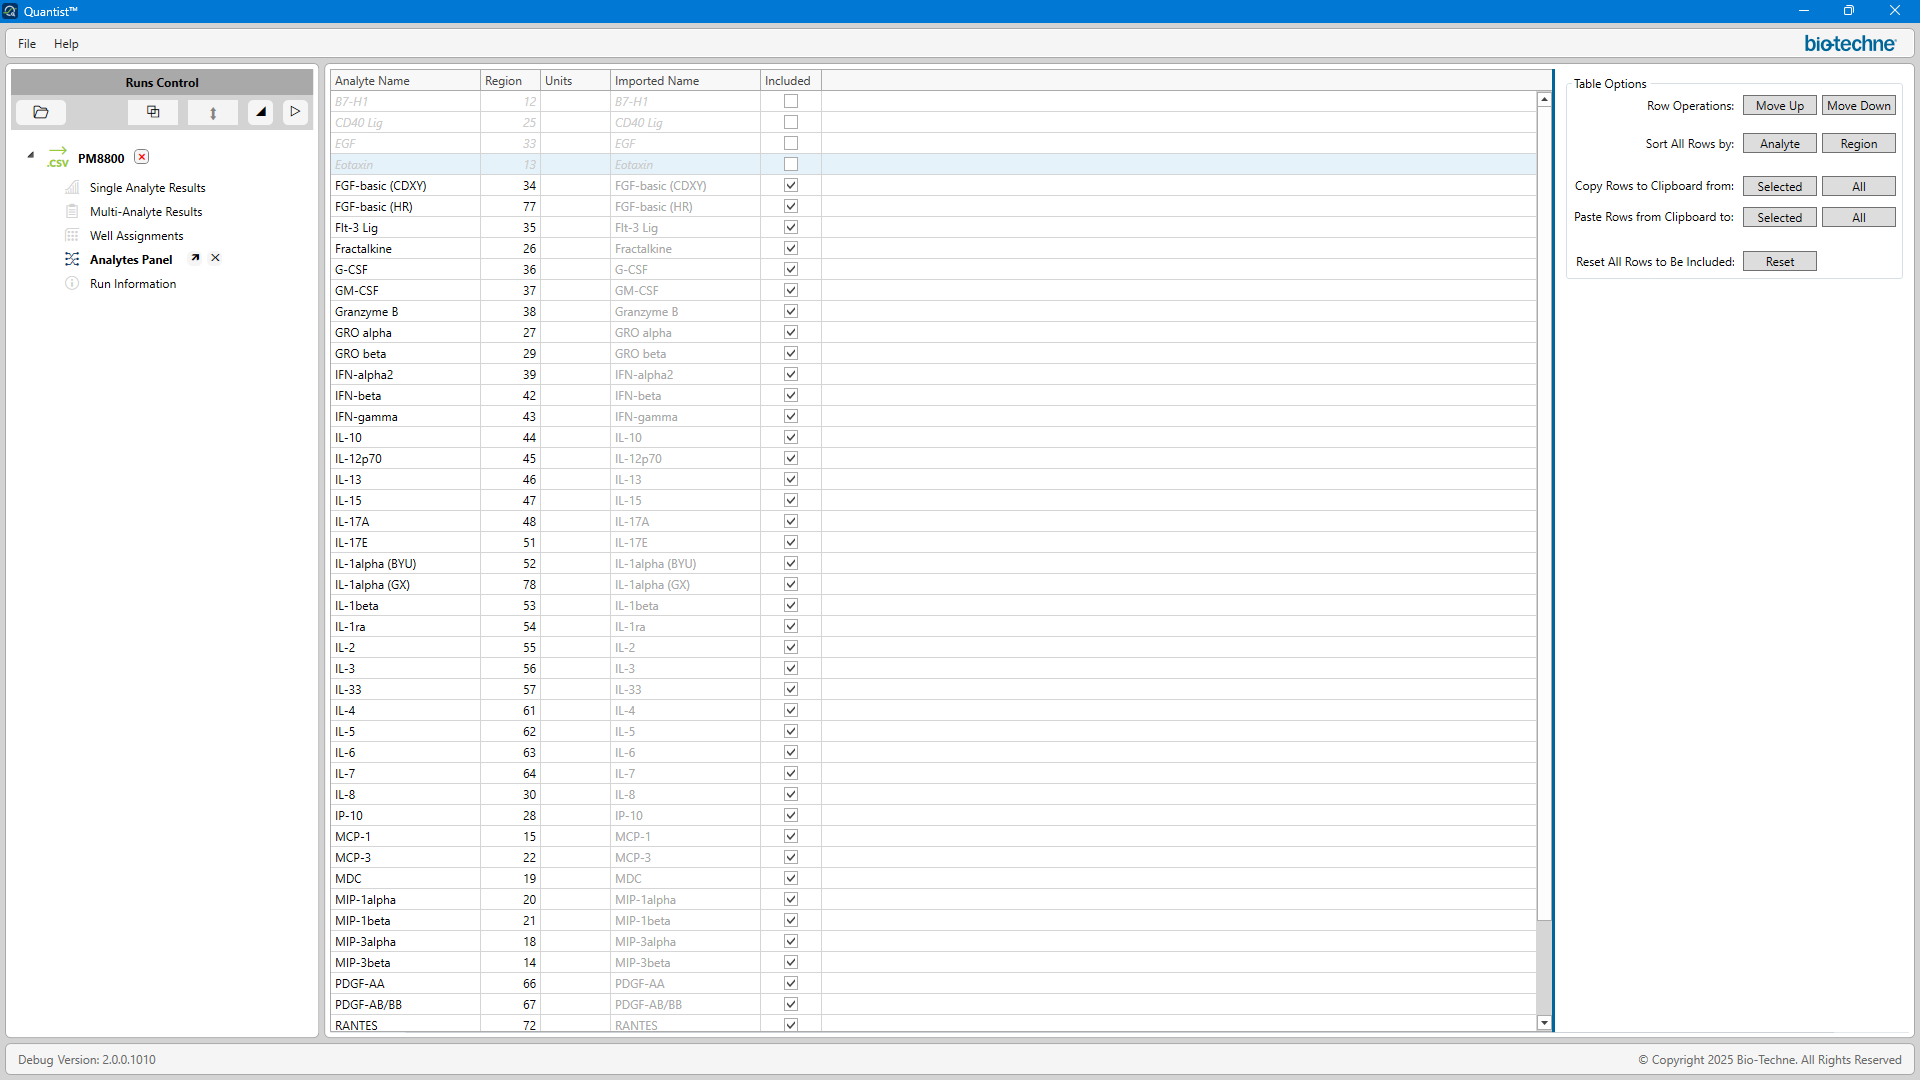 Quantist™
File Help
bio-techne
Runs Control
.CSV PM8800
Single Analyte Results
Multi-Analyte Results
Well Assignments
Analytes Panel
Run Information
Analyte Name Region Units Imported Name Included
B7-H1 12 B7-H1
CD40 Lig 25 CD40 Lig
EGF 33 EGF
Eotaxin 13 Eotaxin
FGF-basic (CDXY) 34 FGF-basic (CDXY)
FGF-basic (HR) 77 FGF-basic (HR)
Flt-3 Lig 35 Flt-3 Lig
Fractalkine 26 Fractalkine
G-CSF 36 G-CSF
GM-CSF 37 GM-CSF
Granzyme B 38 Granzyme B
GRO alpha 27 GRO alpha
GRO beta 29 GRO beta
IFN-alpha2 39 IFN-alpha2
IFN-beta 42 IFN-beta
IFN-gamma 43 IFN-gamma
IL-10 44 IL-10
IL-12p70 45 IL-12p70
IL-13 46 IL-13
IL-15 47 IL-15
IL-17A 48 IL-17A
IL-17E 51 IL-17E
IL-1alpha (BYU) 52 IL-1alpha (BYU)
IL-1alpha (GX) 78 IL-1alpha (GX)
IL-1beta 53 IL-1beta
IL-1ra 54 IL-1ra
IL-2 55 IL-2
IL-3 56 IL-3
IL-33 57 IL-33
IL-4 61 IL-4
IL-5 62 IL-5
IL-6 63 IL-6
IL-7 64 IL-7
IL-8 30 IL-8
IP-10 28 IP-10
MCP-1 15 MCP-1
MCP-3 22 MCP-3
MDC 19 MDC
MIP-1alpha 20 MIP-1alpha
MIP-1beta 21 MIP-1beta
MIP-3alpha 18 MIP-3alpha
MIP-3beta 14 MIP-3beta
PDGF-AA 66 PDGF-AA
PDGF-AB/BB 67 PDGF-AB/BB
RANTES 72 RANTES
Table Options
Row Operations: Move Up Move Down
Sort All Rows by: Analyte Region
Copy Rows to Clipboard from: Selected All
Paste Rows from Clipboard to: Selected All
Reset All Rows to Be Included: Reset
Debug Version: 2.0.0.1010
© Copyright 2025 Bio-Techne. All Rights Reserved